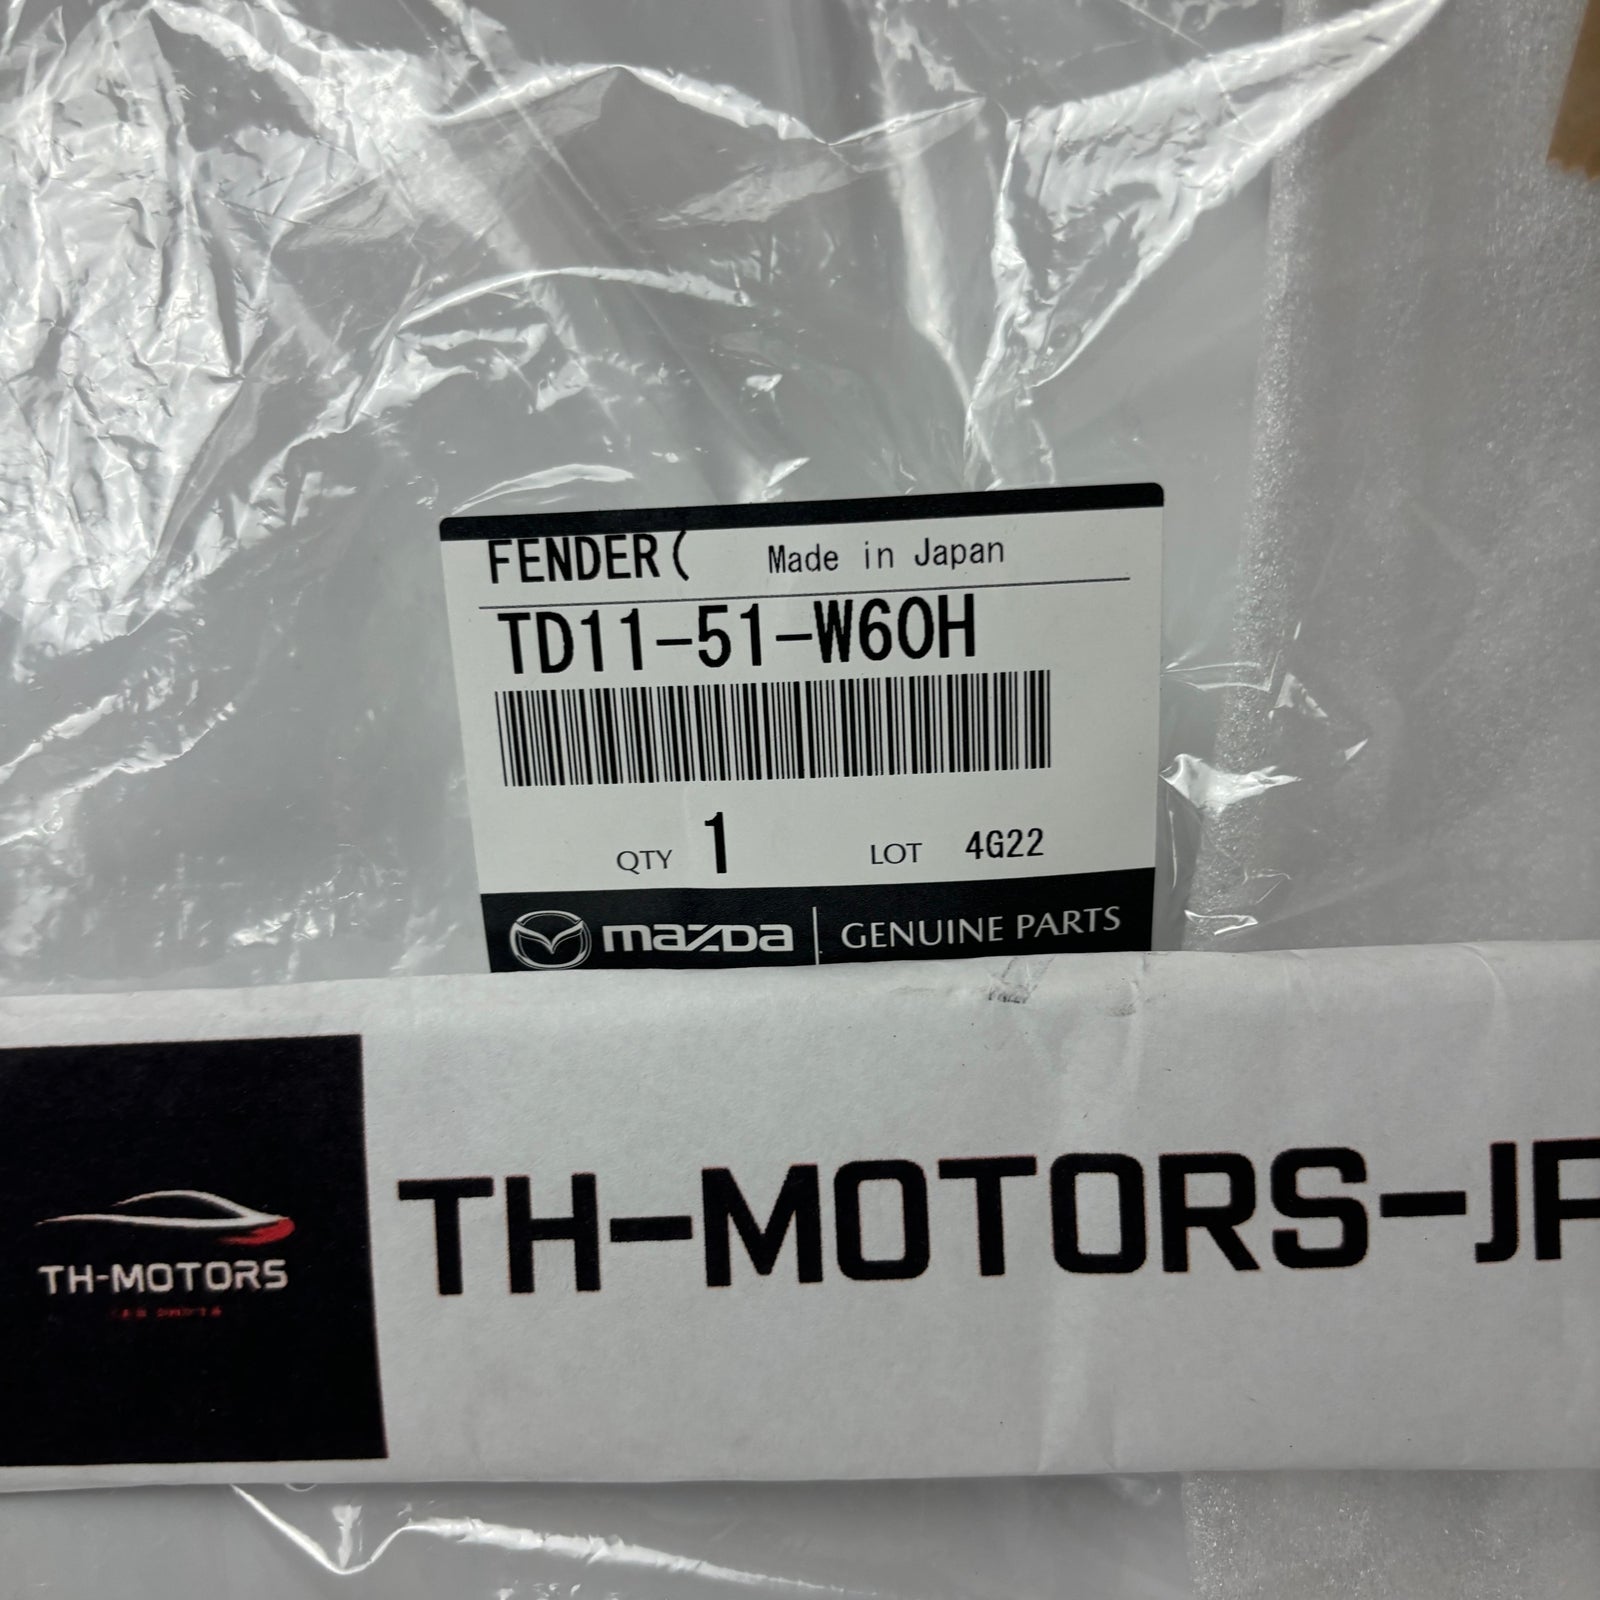 FENDER( Made in Japan
TD11-51-W60H
QTY 1 LOT 4G22
mazda GENUINE PARTS
TH-MOTORS-JP
TH-MOTORS